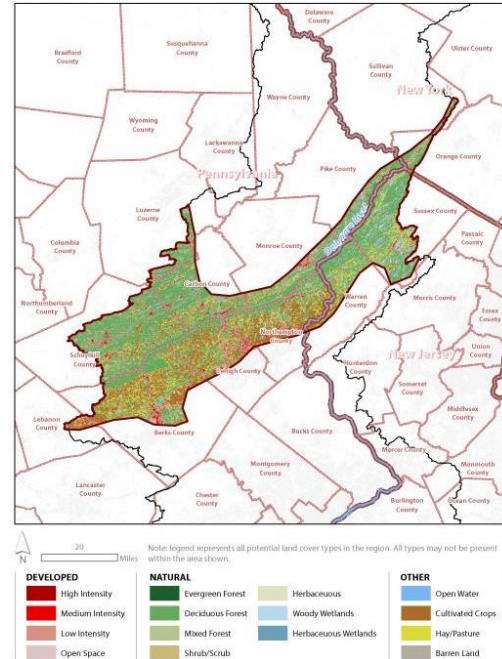 Delaware County
Susquehanna County
Bradford County
Ulster County
Sullivan County
New York
Wayne County
Wyoming County
Lackawanna County
Orange County
Pennsylvania
Pike County
Luzerne County
Sussex County
Passaic County
Columbia County
Monroe County
Delaware River
Carbon County
Warren County
Morris County
Essex County
Northumberland County
Northampton County
Union County
Schuylkill County
Hunterdon County
New Jersey
Lehigh County
Somerset County
Lebanon County
Middlesex County
Berks County
Bucks County
Mercer County
Lancaster County
Montgomery County
Monmouth County
Chester County
Burlington County
Ocean County
N
20
Miles
Note: legend represents all potential land cover types in the region. All types may not be present
within the area shown.
DEVELOPED
High Intensity
Medium Intensity
Low Intensity
Open Space
NATURAL
Evergreen Forest
Deciduous Forest
Mixed Forest
Shrub/Scrub
Herbaceous
Woody Wetlands
Herbaceous Wetlands
OTHER
Open Water
Cultivated Crops
Hay/Pasture
Barren Land